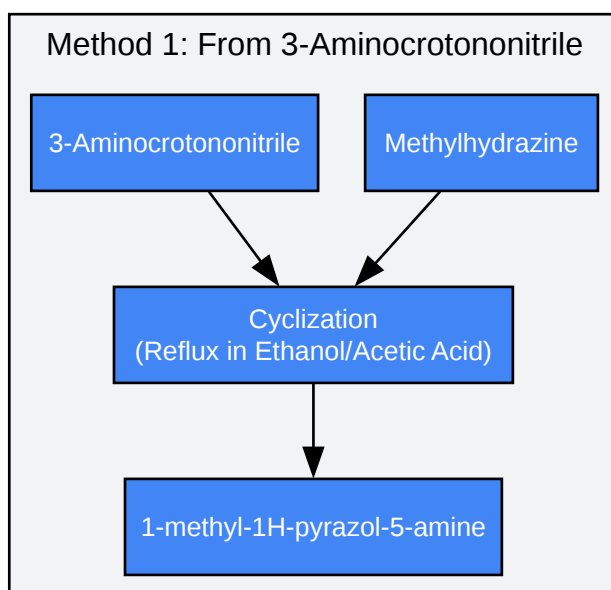 Method 1: From 3-Aminocrotononitrile
3-Aminocrotononitrile
Methylhydrazine
Cyclization
(Reflux in Ethanol/Acetic Acid)
1-methyl-1H-pyrazol-5-amine